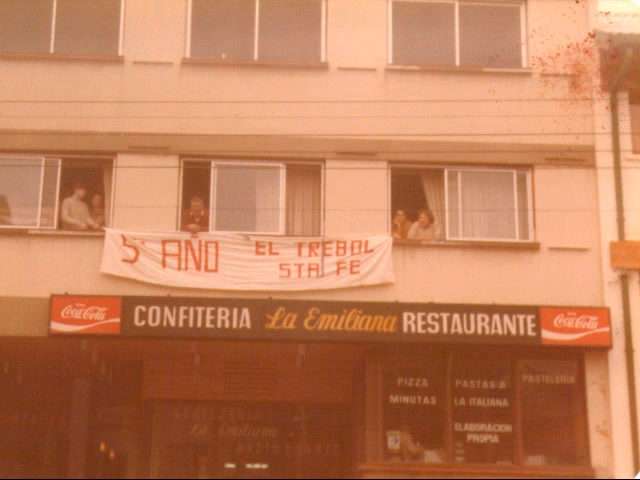 5º AÑO EL TREBOL
STA FE
Coca-Cola CONFITERIA La Emiliana RESTAURANTE Coca-Cola
PIZZA
MINUTAS
PASTAS A
LA ITALIANA
ELABORACION
PROPIA
PASTELERIA
La Emiliana
RESTAURANTE